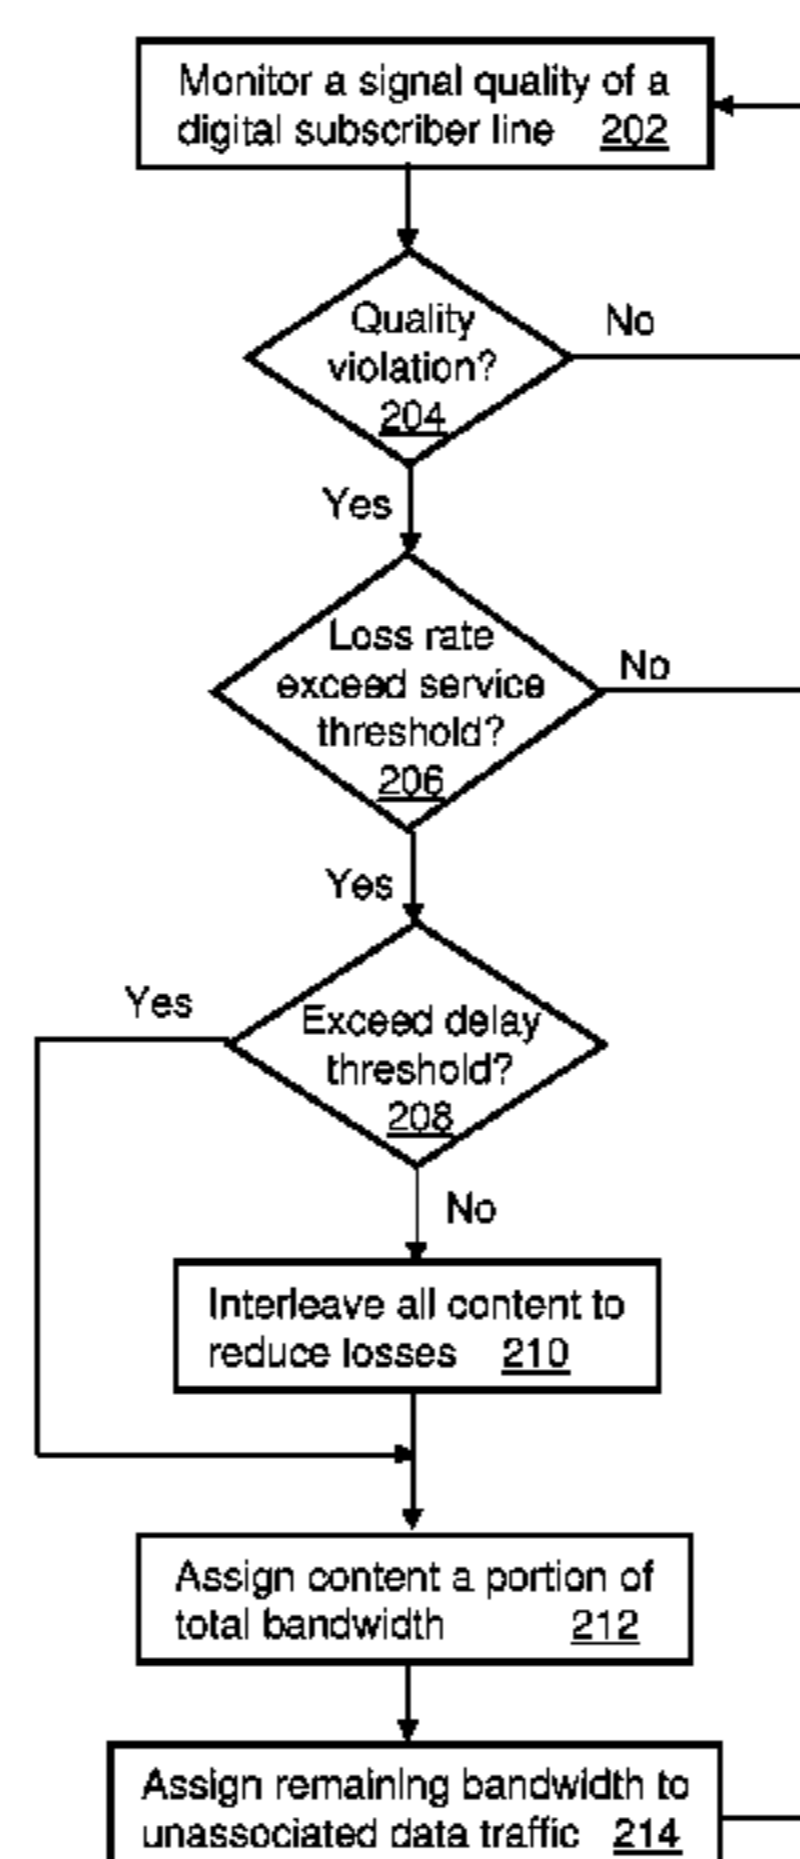 Monitor a signal quality of a
digital subscriber line 202
Quality
violation?
204
No
Yes
Loss rate
exceed service
threshold?
206
No
Yes
Yes
Exceed delay
threshold?
208
No
Interleave all content to
reduce losses 210
Assign content a portion of
total bandwidth 212
Assign remaining bandwidth to
unassociated data traffic 214